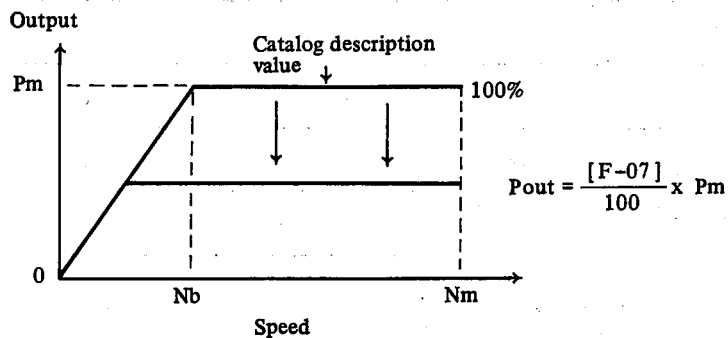 Output
Catalog description
value
Pm
100%
Pout = [F-07] / 100 x Pm
0
Nb
Nm
Speed